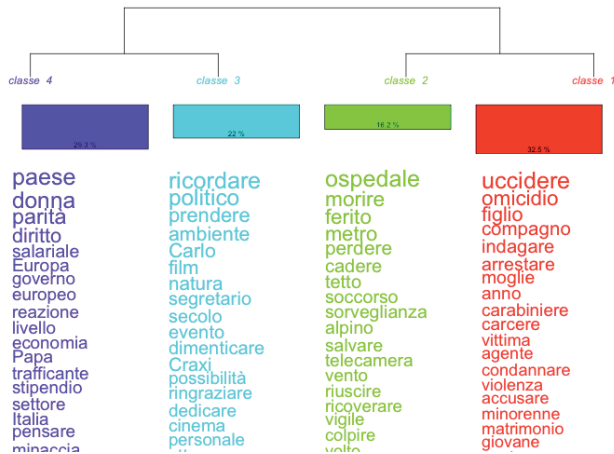 classe 4
classe 3
classe 2
classe 1
29.3 %
22 %
16.2 %
32.5 %
paese
donna
parità
diritto
salariale
Europa
governo
europeo
reazione
livello
economia
Papa
trafficante
stipendio
settore
Italia
pensare
minaccia
ricordare
politico
prendere
ambiente
Carlo
film
natura
segretario
secolo
evento
dimenticare
Craxi
possibilità
ringraziare
dedicare
cinema
personale
ospedale
morire
ferito
metro
perdere
cadere
tetto
soccorso
sorveglianza
alpino
salvare
telecamera
vento
riuscire
ricoverare
vigile
colpire
volto
uccidere
omicidio
figlio
compagno
indagare
arrestare
moglie
anno
carabiniere
carcere
vittima
agente
condannare
violenza
accusare
minorenne
matrimonio
giovane